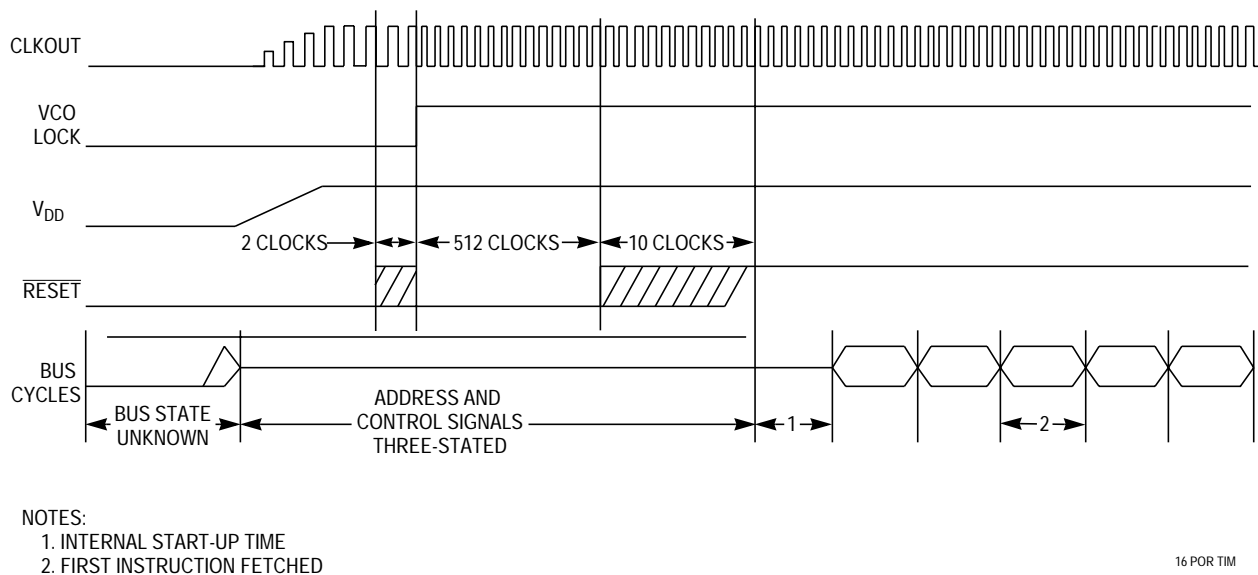 CLKOUT
VCO
LOCK
VDD
2 CLOCKS
512 CLOCKS
10 CLOCKS
RESET
BUS
CYCLES
BUS STATE
UNKNOWN
ADDRESS AND
CONTROL SIGNALS
THREE-STATED
1
2
NOTES:
1. INTERNAL START-UP TIME
2. FIRST INSTRUCTION FETCHED
16 POR TIM